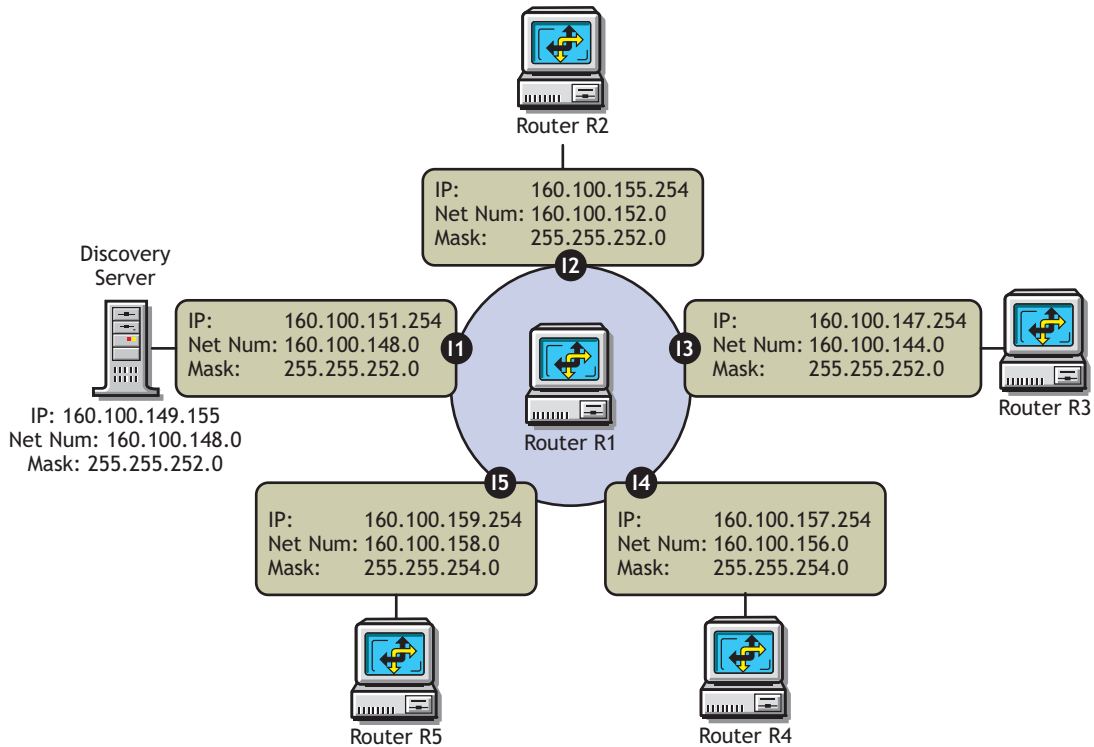 Router R2
IP: 160.100.155.254
Net Num: 160.100.152.0
Mask: 255.255.252.0
I2
Discovery
Server
IP: 160.100.151.254
Net Num: 160.100.148.0
Mask: 255.255.252.0
I1
IP: 160.100.149.155
Net Num: 160.100.148.0
Mask: 255.255.252.0
Router R1
I3
IP: 160.100.147.254
Net Num: 160.100.144.0
Mask: 255.255.252.0
Router R3
I5
IP: 160.100.159.254
Net Num: 160.100.158.0
Mask: 255.255.254.0
Router R5
I4
IP: 160.100.157.254
Net Num: 160.100.156.0
Mask: 255.255.254.0
Router R4